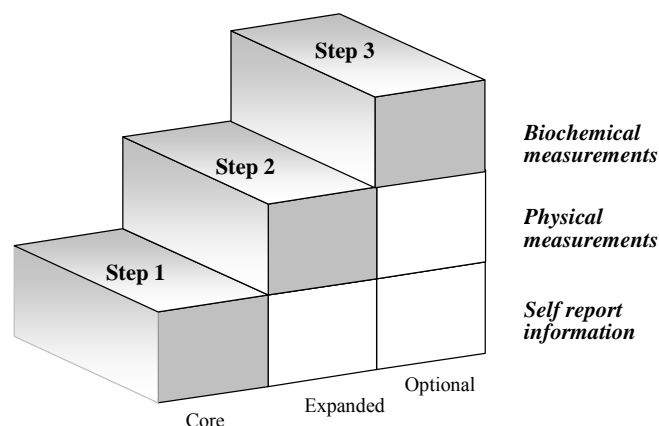 Step 3
Biochemical
measurements
Step 2
Physical
measurements
Step 1
Self report
information
Optional
Expanded
Core